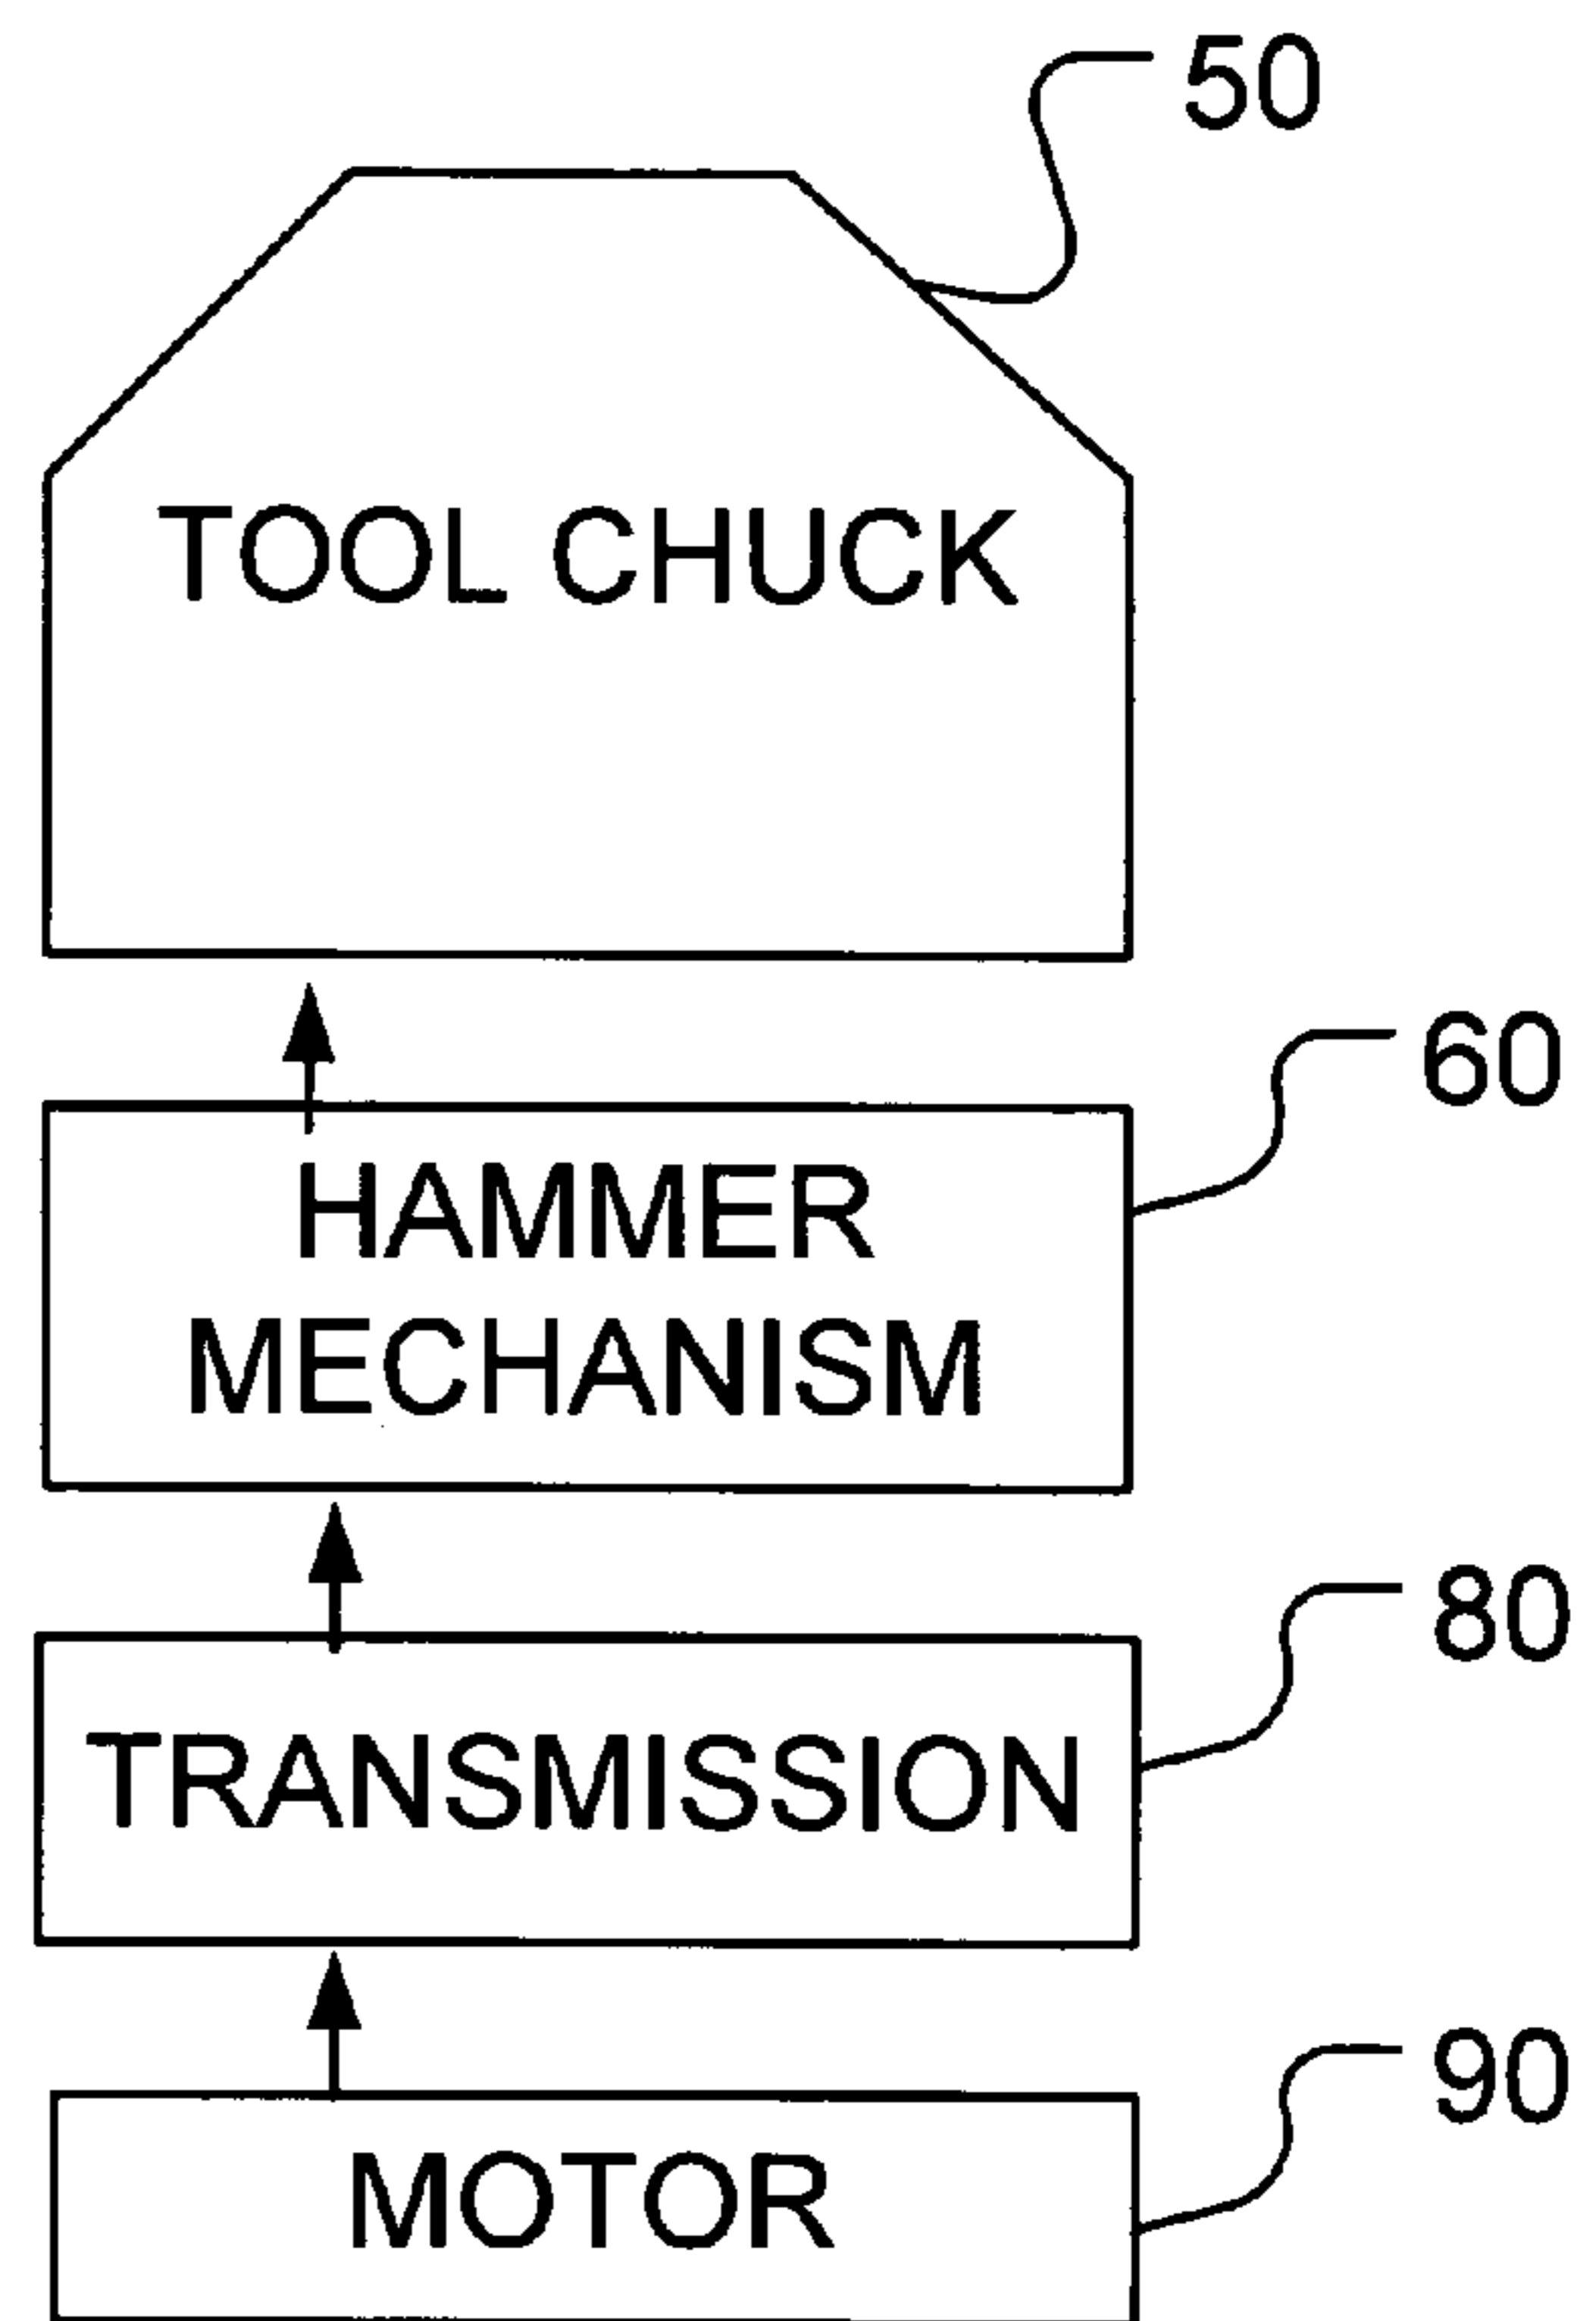 50
TOOL CHUCK
60
HAMMER
MECHANISM
80
TRANSMISSION
90
MOTOR